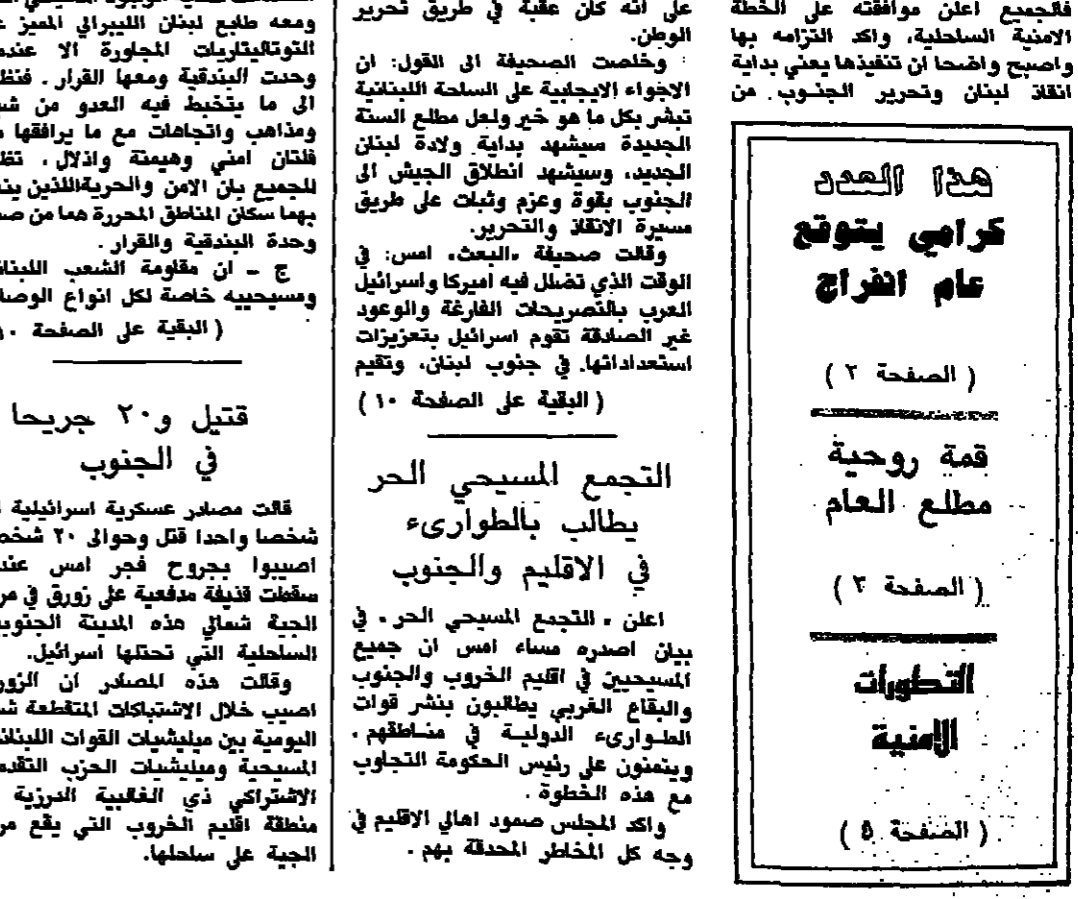 فالجميع اعلن موافقته على الخطة
الامنية الساحلية، واكد التزامه بها
واصبح واضحا ان تنفيذها يعني بداية
انقاذ لبنان وتحرير الجنوب من
هذا العدد
كرامي يتوقع
عام انفراج
( الصفحة ٢ )
قمة روحية
مطلع العام
( الصفحة ٣ )
التطورات
الامنية
( الصفحة ٥ )
على انه كان عقبة في طريق تحرير
الوطن.
وخلصت الصحيفة الى القول: ان
الاجواء الايجابية على الساحة اللبنانية
تبشر بكل ما هو خير ولعل مطلع السنة
الجديدة سيشهد بداية ولادة لبنان
الجديد، وسيشهد انطلاق الجيش الى
الجنوب بقوة وعزم وثبات على طريق
مسيرة الانقاذ والتحرير.
وقالت صحيفة «البعث» امس: في
الوقت الذي تضلل فيه اميركا واسرائيل
العرب بالتصريحات الفارغة والوعود
غير الصادقة تقوم اسرائيل بتعزيزات
استعداداتها. في جنوب لبنان، وتقيم
( البقية على الصفحة ١٠ )
التجمع المسيحي الحر
يطالب بالطوارىء
في الاقليم والجنوب
اعلن « التجمع المسيحي الحر » في
بيان اصدره مساء امس ان جميع
المسيحيين في اقليم الخروب والجنوب
والبقاع الغربي يطالبون بنشر قوات
الطوارىء الدولية في مناطقهم .
ويتمنون على رئيس الحكومة التجاوب
مع هذه الخطوة .
واكد المجلس صمود اهالي الاقليم في
وجه كل المخاطر المحدقة بهم .
ومعه طابع لبنان الليبرالي المميز
التوتاليتاريات المجاورة الا
وحدت البندقية ومعها القرار .
الى ما يتخبط فيه العدو من
ومذاهب واتجاهات مع ما يرافقها
فلتان امني وهيمنة واذلال .
للجميع بان الامن والحرية اللذين
بهما سكان المناطق المحررة هما من
وحدة البندقية والقرار .
ج ــ ان مقاومة الشعب
ومسيحييه خاصة لكل انواع
( البقية على الصفحة
قتيل و٢٠ جريحا
في الجنوب
قالت مصادر عسكرية اسرائيلية
شخصا واحدا قتل وحوالى ٢٠
اصيبوا بجروح فجر امس
سقطت قذيفة مدفعية على زورق في
الجية شمالي هذه المدينة
الساحلية التي تحتلها اسرائيل.
وقالت هذه المصادر ان
اصيب خلال الاشتباكات المتقطعة
اليومية بين ميليشيات القوات
المسيحية وميليشيات الحزب
الاشتراكي ذي الغالبية الدرزية
منطقة اقليم الخروب التي يقع
الجية على ساحلها.